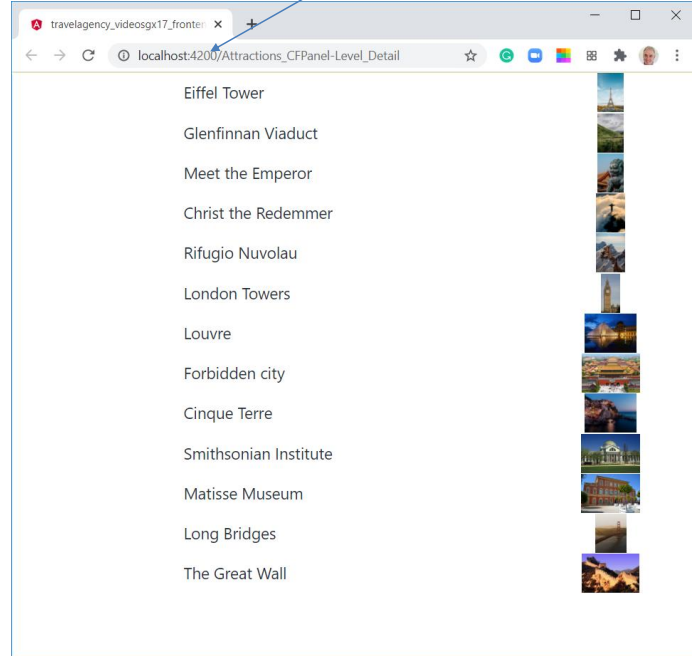 travelagency_videosgx17_fronten
localhost:4200/Attractions_CFPanel-Level_Detail
Eiffel Tower
Glenfinnan Viaduct
Meet the Emperor
Christ the Redemmer
Rifugio Nuvolau
London Towers
Louvre
Forbidden city
Cinque Terre
Smithsonian Institute
Matisse Museum
Long Bridges
The Great Wall